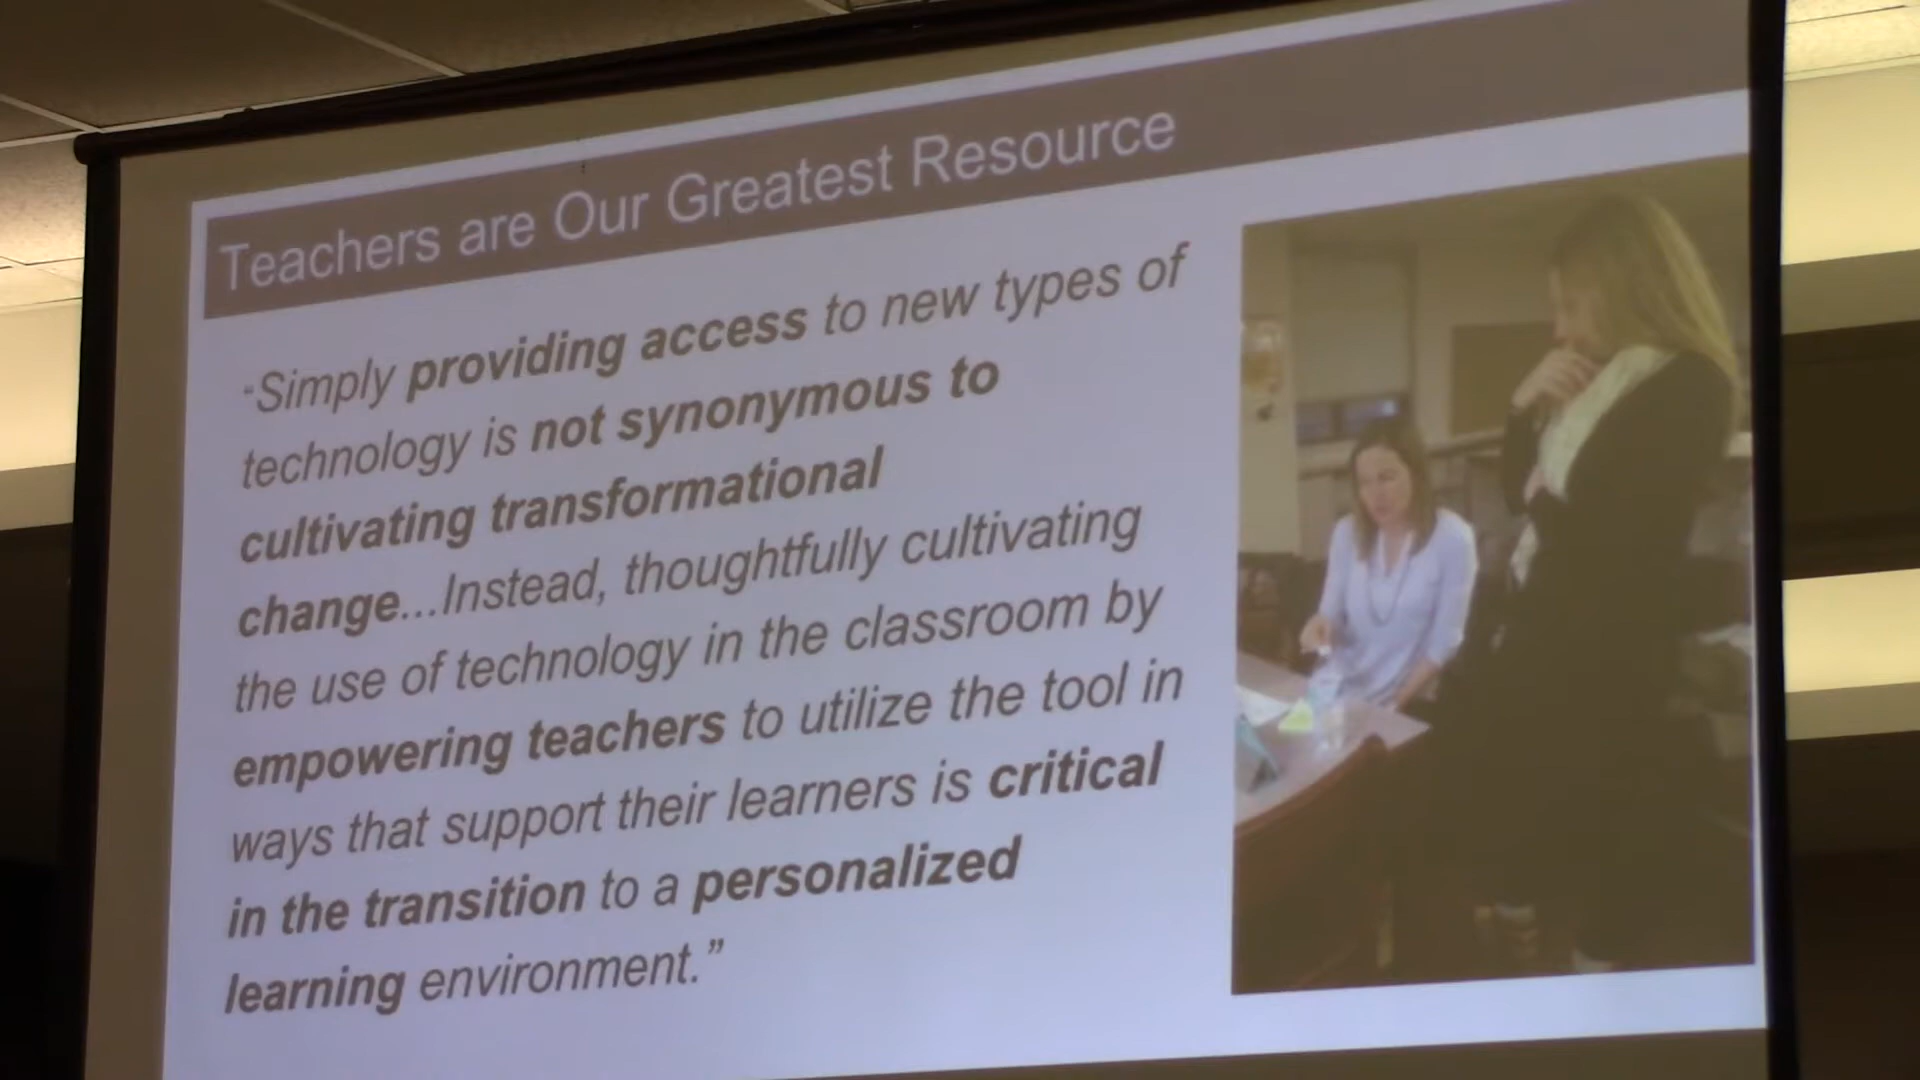 Teachers are Our Greatest Resource
"Simply providing access to new types of
technology is not synonymous to
cultivating transformational
change...Instead, thoughtfully cultivating
the use of technology in the classroom by
empowering teachers to utilize the tool in
ways that support their learners is critical
in the transition to a personalized
learning environment.”